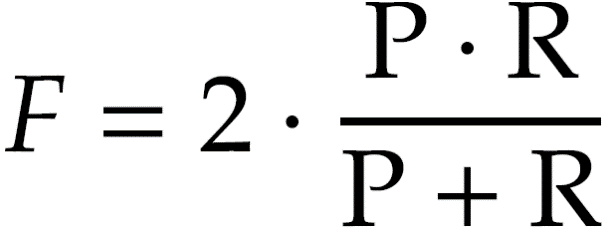 F = 2 · P · R / P + R